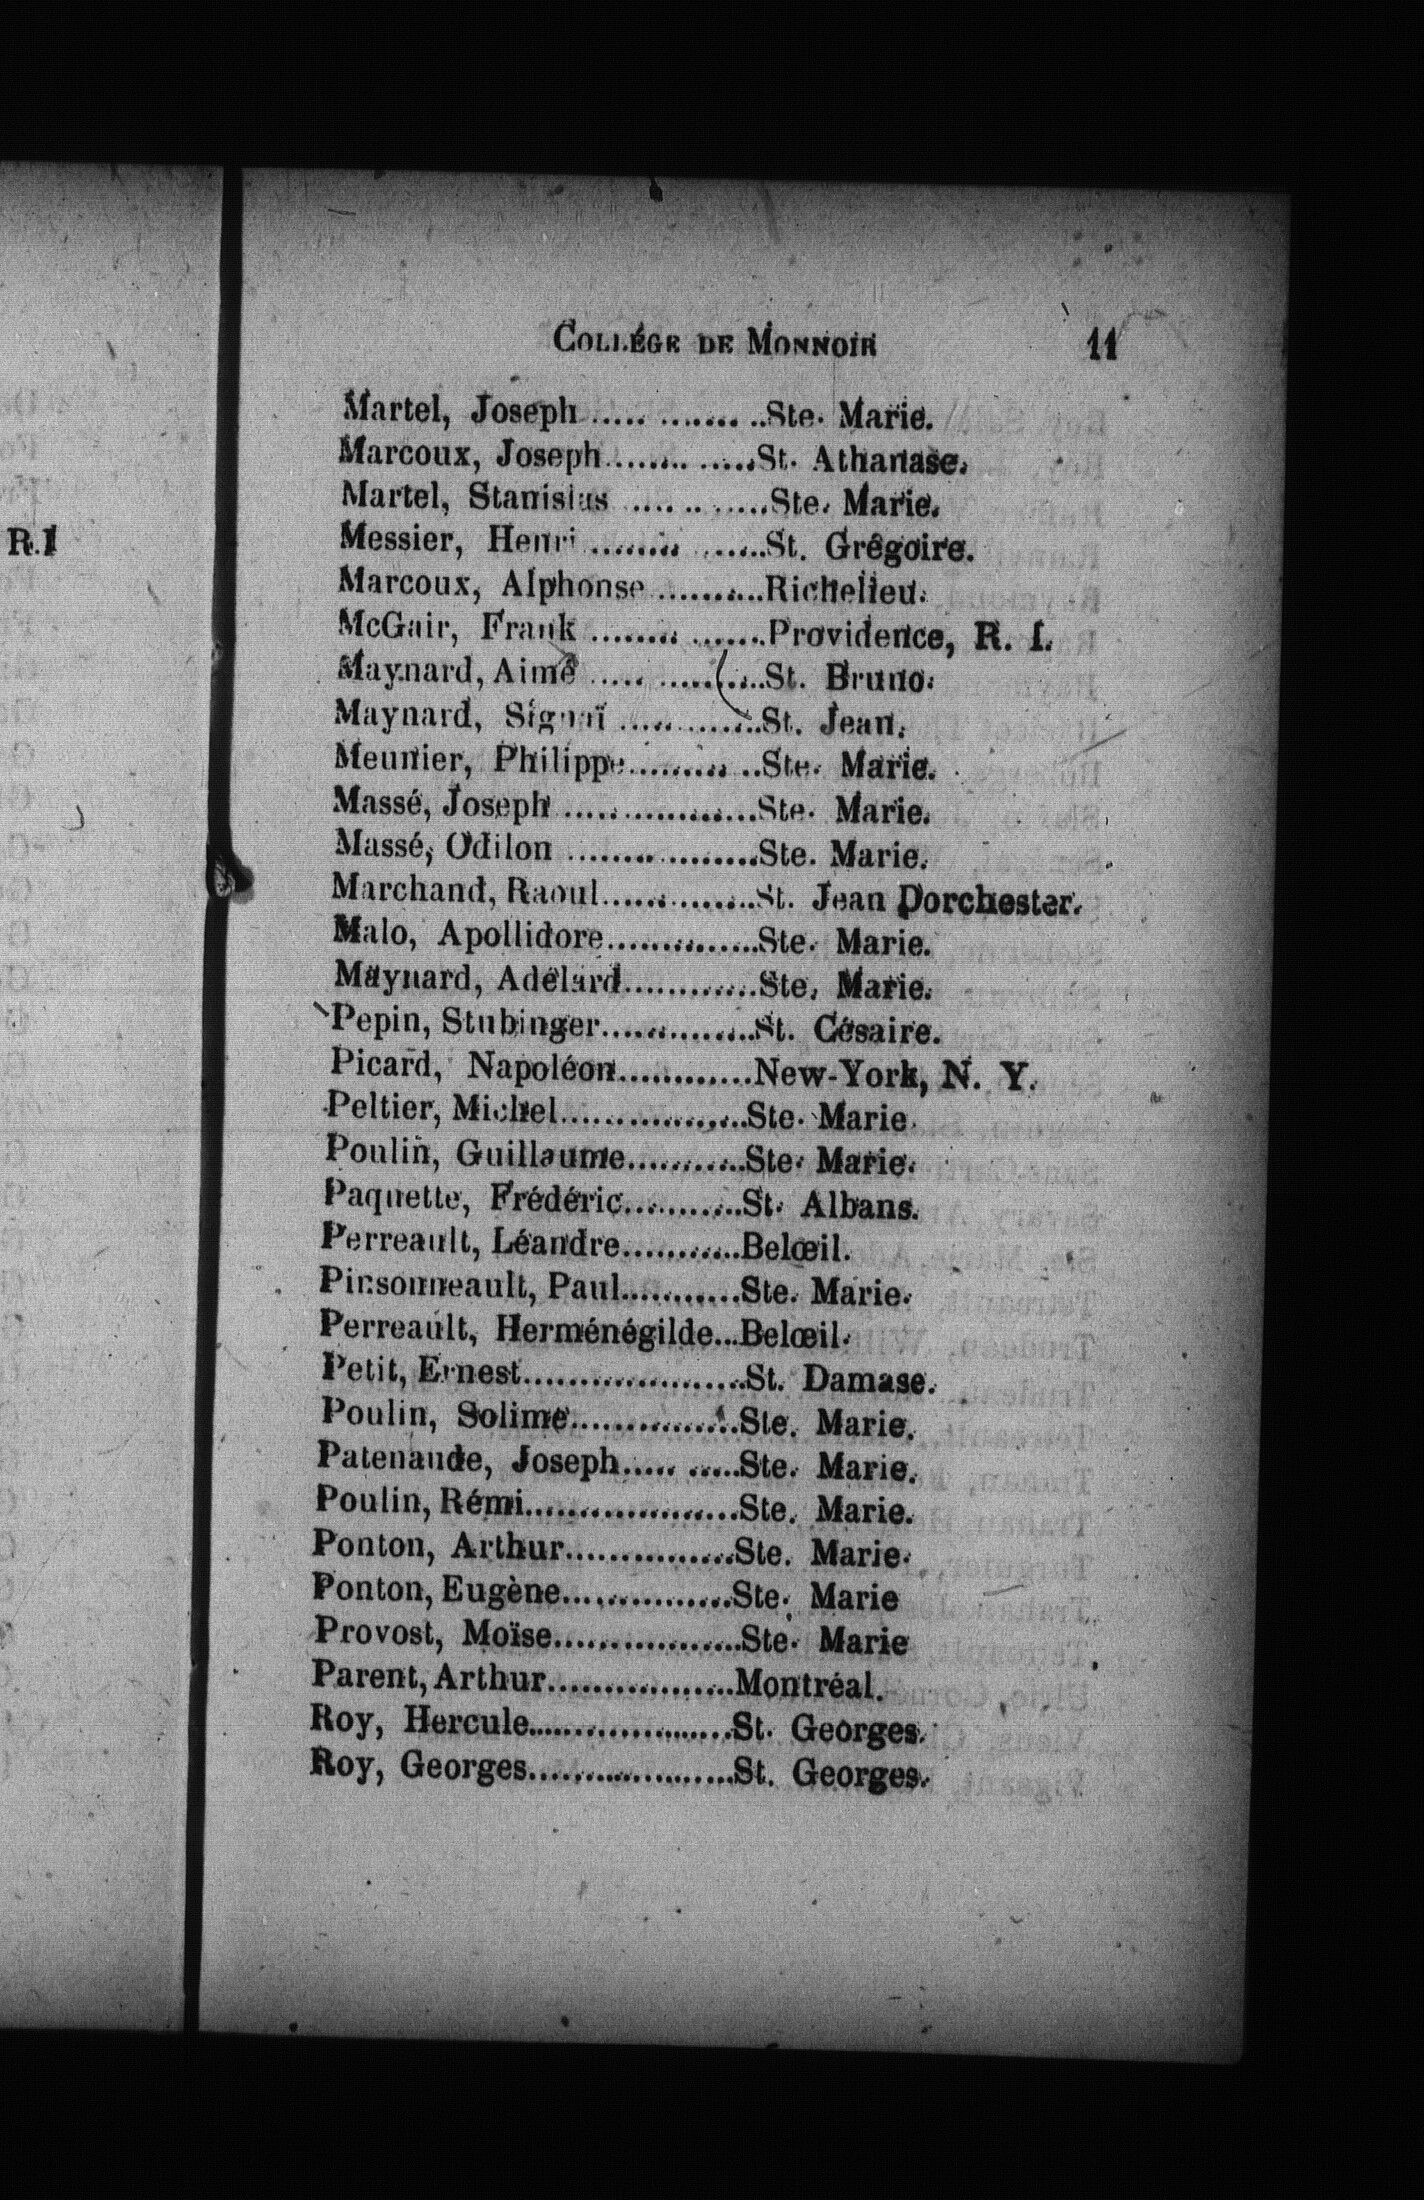 R. I
COLLÉGE DE MONNOIR 11
Martel, Joseph ..... ....... ..Ste. Marie.
Marcoux, Joseph........ .....St. Athanase.
Martel, Stanislas .... .. .....Ste. Marie.
Messier, Henri ........ ......St. Grégoire.
Marcoux, Alphonse ..........Richelieu.
McGair, Frank ........ ......Providence, R. I.
Maynard, Aimé ..... ..........St. Bruno.
Maynard, Signaï ..... .......St. Jean.
Meunier, Philippe.......... ..Ste. Marie.
Massé, Joseph ..................Ste. Marie.
Massé, Odilon ........ .........Ste. Marie.
Marchand, Raoul..............St. Jean Dorchester.
Malo, Apollidore..............Ste. Marie.
Maynard, Adélard............Ste. Marie.
Pepin, Stubinger..............St. Césaire.
Picard, Napoléon............New-York, N. Y.
Peltier, Michel.................Ste. Marie.
Poulin, Guillaume...........Ste. Marie.
Paquette, Frédéric...........St. Albans.
Perreault, Léandre...........Belœil.
Pinsonneault, Paul...........Ste. Marie.
Perreault, Herménégilde...Belœil.
Petit, Ernest.....................St. Damase.
Poulin, Solime................Ste. Marie.
Patenaude, Joseph..... .....Ste. Marie.
Poulin, Rémi....................Ste. Marie.
Ponton, Arthur................Ste. Marie.
Ponton, Eugène................Ste. Marie
Provost, Moïse.................Ste. Marie
Parent, Arthur.................Montréal.
Roy, Hercule...................St. Georges.
Roy, Georges...................St. Georges.